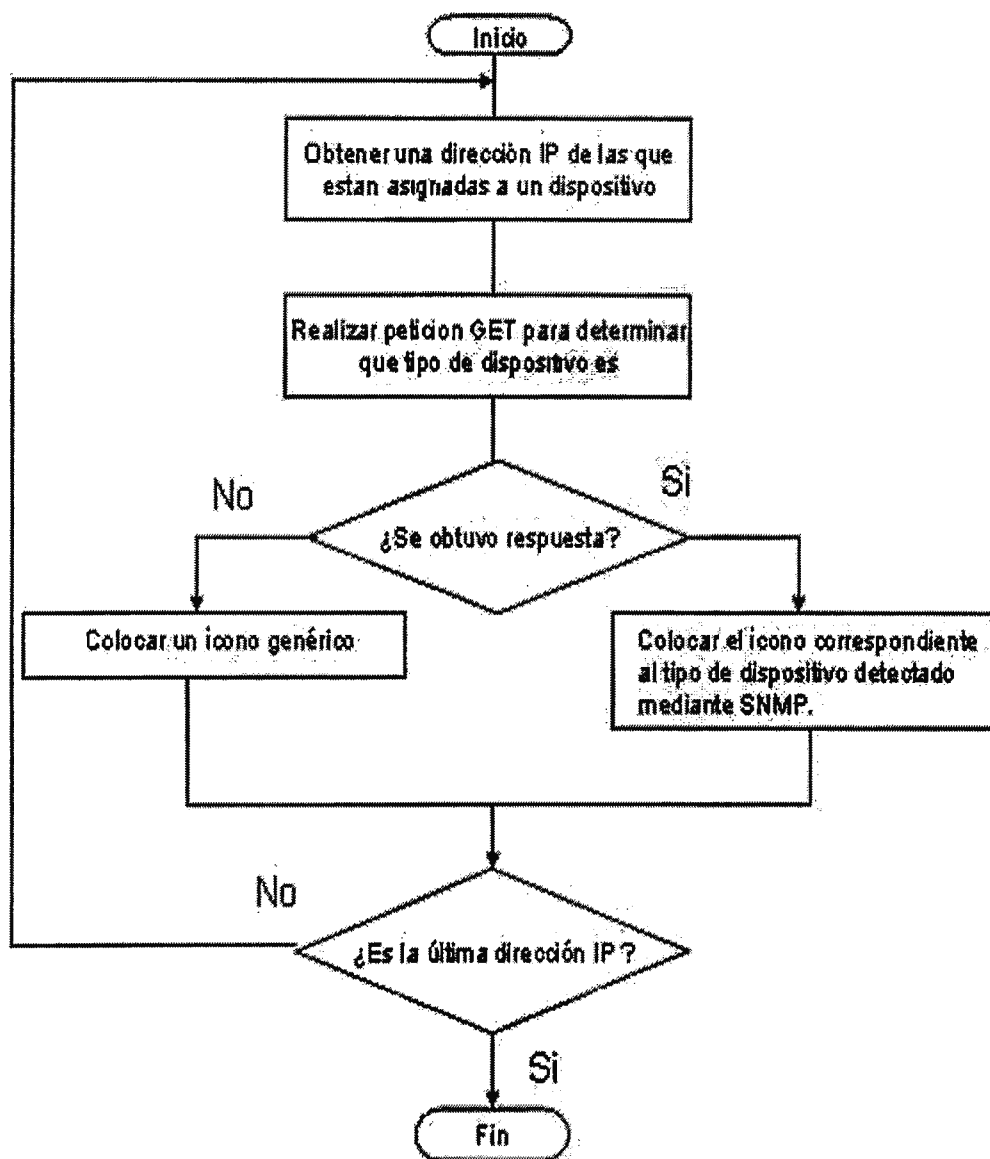 Inicio
Obtener una dirección IP de las que
estan asignadas a un dispositivo
Realizar peticion GET para determinar
que tipo de dispositivo es
No
Si
¿Se obtuvo respuesta?
Colocar un icono genérico
Colocar el icono correspondiente
al tipo de dispositivo detectado
mediante SNMP.
No
¿Es la última dirección IP?
Si
Fin